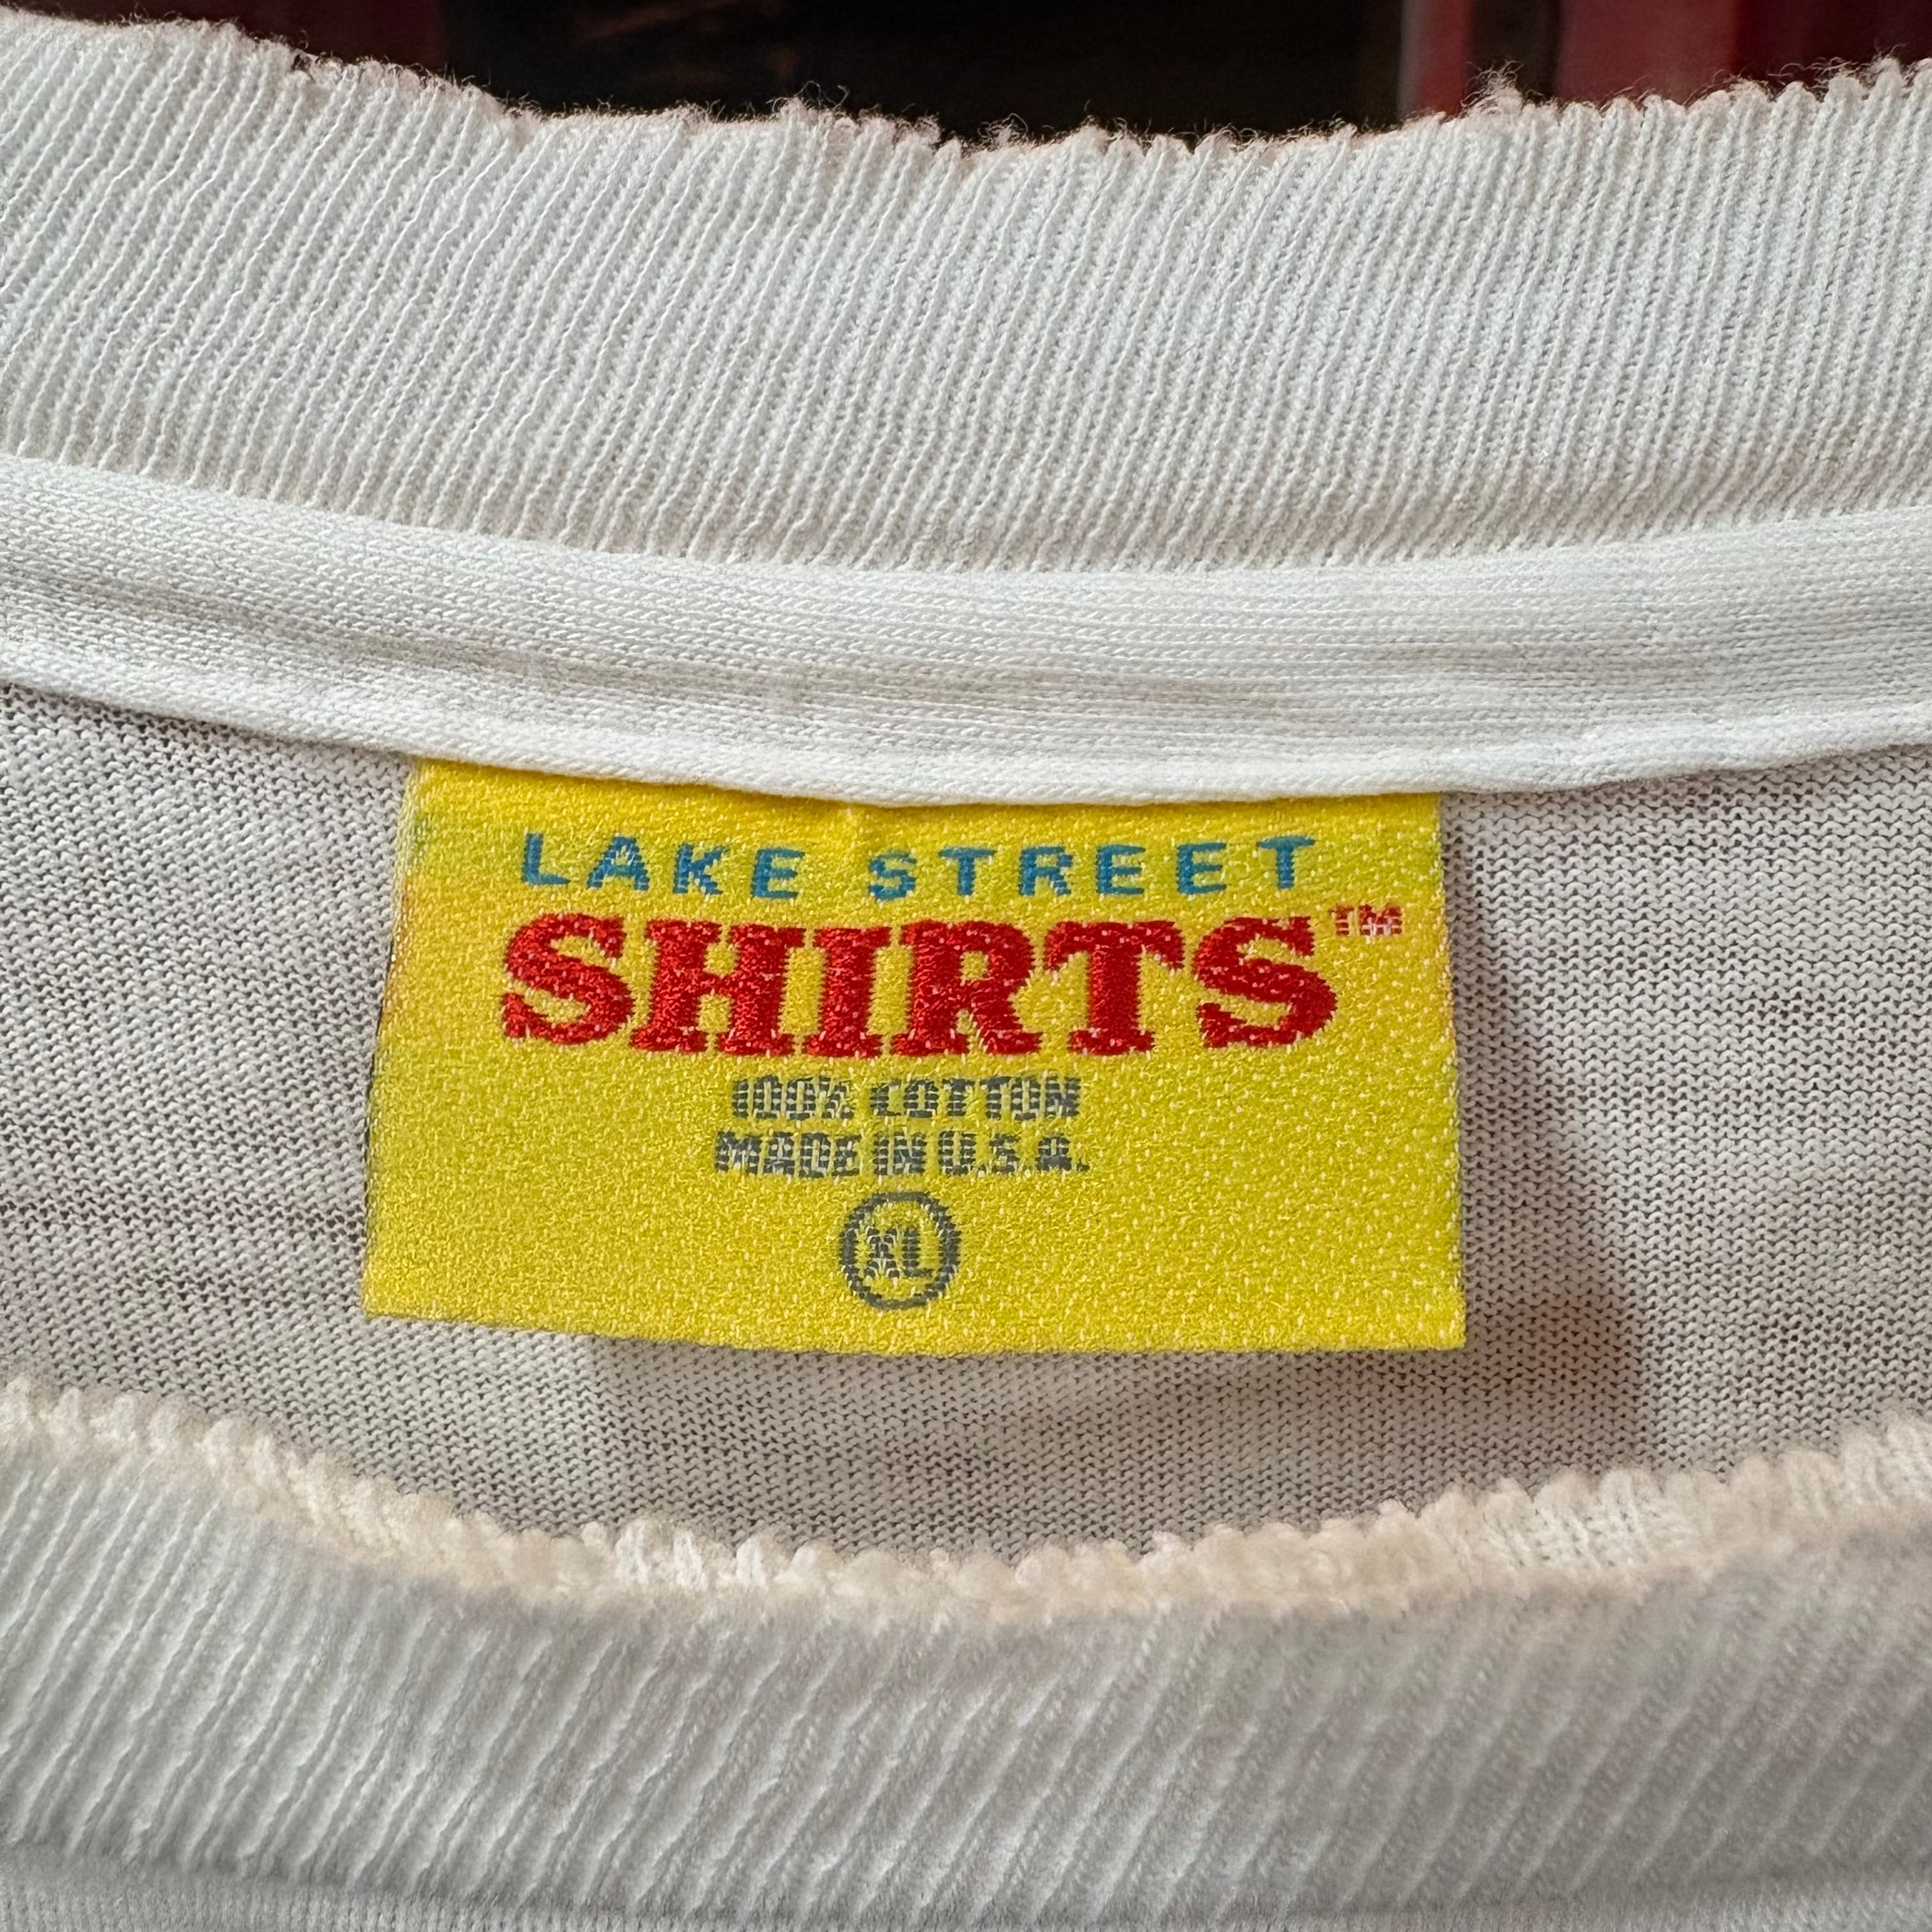 LAKE STREET
SHIRTS™
100% COTTON
MADE IN U.S.A.
XL